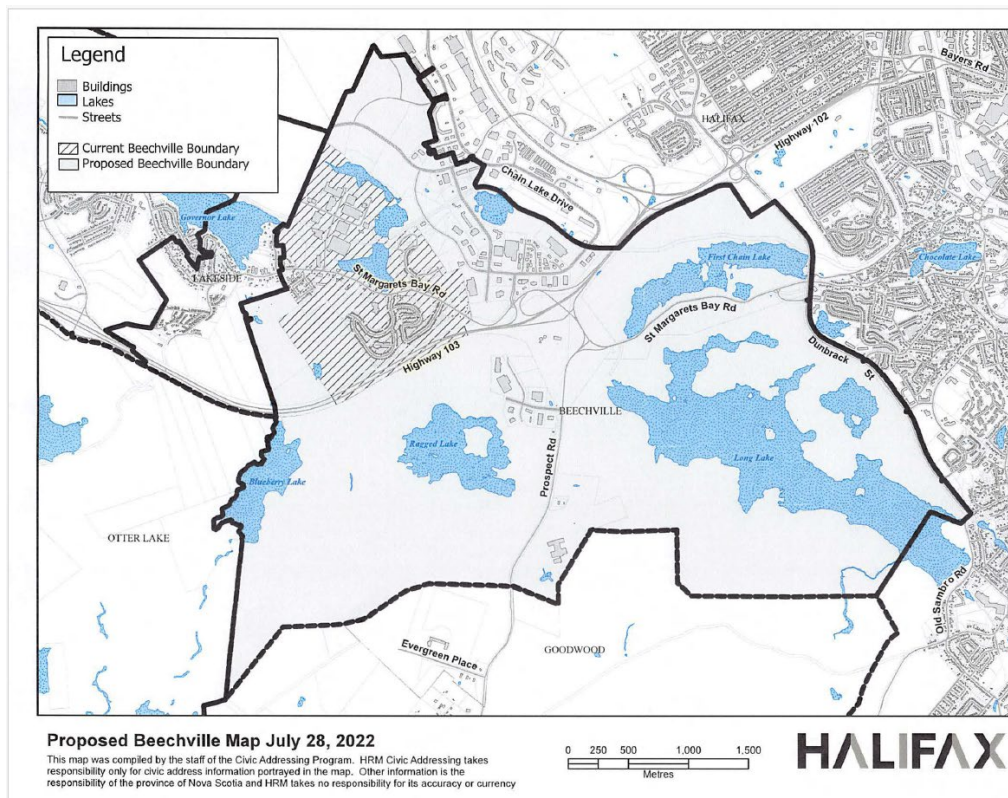 Legend
Buildings
Lakes
Streets
Current Beechville Boundary
Proposed Beechville Boundary
Bayers Rd
HALIFAX
Highway 102
Chain Lake Drive
Governor Lake
LAKESIDE
St Margarets Bay Rd
First Chain Lake
Chocolate Lake
St Margarets Bay Rd
Highway 103
Dunbrack St
BEECHVILLE
Ragged Lake
Prospect Rd
Long Lake
Blueberry Lake
OTTER LAKE
Old Sambro Rd
Evergreen Place
GOODWOOD
Proposed Beechville Map July 28, 2022
This map was compiled by the staff of the Civic Addressing Program. HRM Civic Addressing takes
responsibility only for civic address information portrayed in the map. Other information is the
responsibility of the province of Nova Scotia and HRM takes no responsibility for its accuracy or currency
0 250 500 1,000 1,500
Metres
HALIFAX